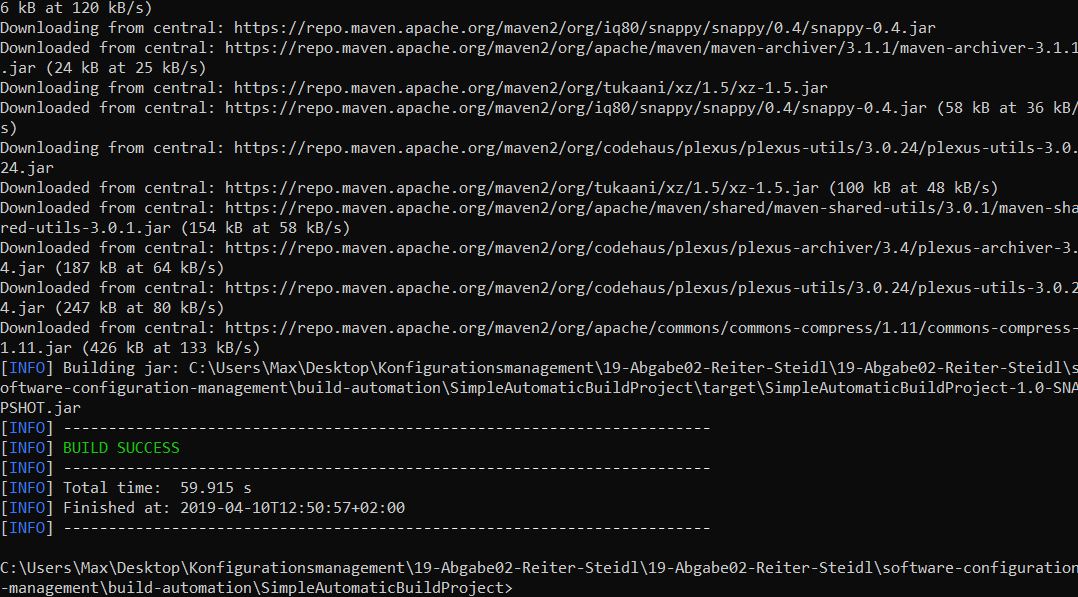 6 kB at 120 kB/s)
Downloading from central: https://repo.maven.apache.org/maven2/org/iq80/snappy/snappy/0.4/snappy-0.4.jar
Downloaded from central: https://repo.maven.apache.org/maven2/org/apache/maven/maven-archiver/3.1.1/maven-archiver-3.1.1
.jar (24 kB at 25 kB/s)
Downloading from central: https://repo.maven.apache.org/maven2/org/tukaani/xz/1.5/xz-1.5.jar
Downloaded from central: https://repo.maven.apache.org/maven2/org/iq80/snappy/snappy/0.4/snappy-0.4.jar (58 kB at 36 kB/
s)
Downloading from central: https://repo.maven.apache.org/maven2/org/codehaus/plexus/plexus-utils/3.0.24/plexus-utils-3.0.
24.jar
Downloaded from central: https://repo.maven.apache.org/maven2/org/tukaani/xz/1.5/xz-1.5.jar (100 kB at 48 kB/s)
Downloaded from central: https://repo.maven.apache.org/maven2/org/apache/maven/shared/maven-shared-utils/3.0.1/maven-sha
red-utils-3.0.1.jar (154 kB at 58 kB/s)
Downloaded from central: https://repo.maven.apache.org/maven2/org/codehaus/plexus/plexus-archiver/3.4/plexus-archiver-3.
4.jar (187 kB at 64 kB/s)
Downloaded from central: https://repo.maven.apache.org/maven2/org/codehaus/plexus/plexus-utils/3.0.24/plexus-utils-3.0.2
4.jar (247 kB at 80 kB/s)
Downloaded from central: https://repo.maven.apache.org/maven2/org/apache/commons/commons-compress/1.11/commons-compress-
1.11.jar (426 kB at 133 kB/s)
[INFO] Building jar: C:\Users\Max\Desktop\Konfigurationsmanagement\19-Abgabe02-Reiter-Steidl\19-Abgabe02-Reiter-Steidl\s
oftware-configuration-management\build-automation\SimpleAutomaticBuildProject\target\SimpleAutomaticBuildProject-1.0-SNA
PSHOT.jar
[INFO] ------------------------------------------------------------------------
[INFO] BUILD SUCCESS
[INFO] ------------------------------------------------------------------------
[INFO] Total time:  59.915 s
[INFO] Finished at: 2019-04-10T12:50:57+02:00
[INFO] ------------------------------------------------------------------------
C:\Users\Max\Desktop\Konfigurationsmanagement\19-Abgabe02-Reiter-Steidl\19-Abgabe02-Reiter-Steidl\software-configuration
-management\build-automation\SimpleAutomaticBuildProject>